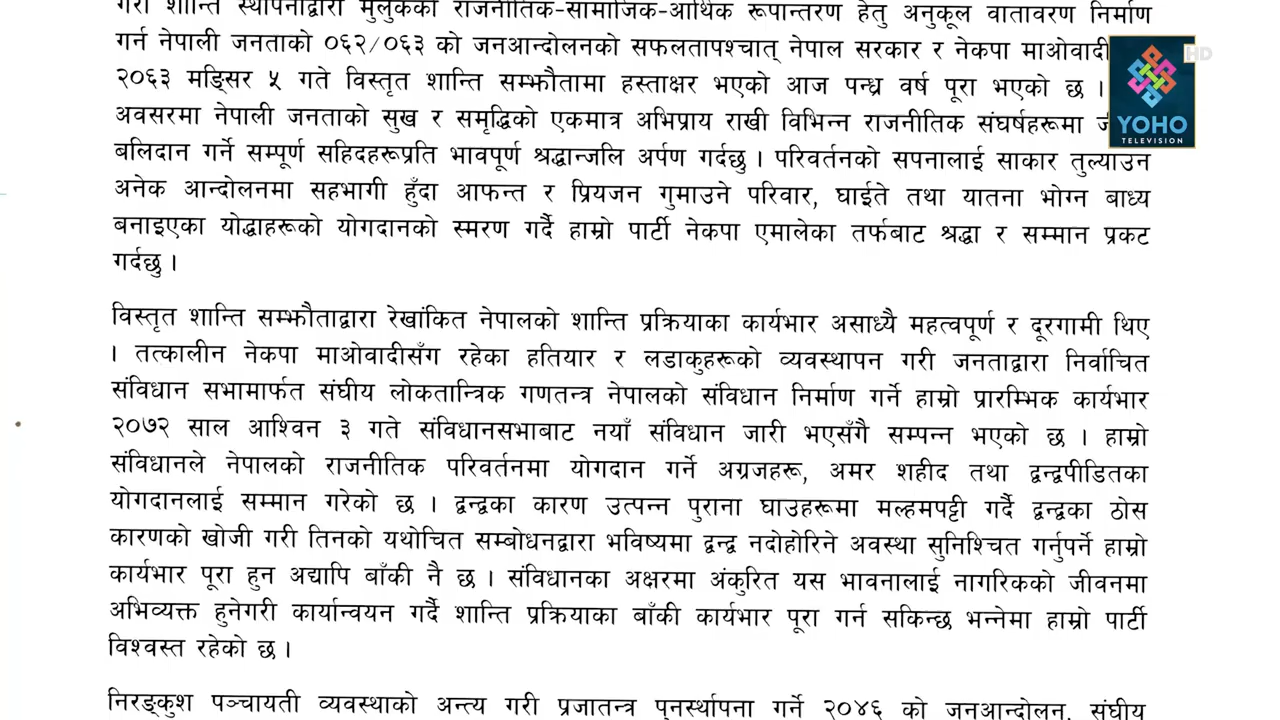 गरी शान्ति स्थापनाद्वारा मुलुकको राजनीतिक-सामाजिक-आर्थिक रूपान्तरण हेतु अनुकूल वातावरण निर्माण
गर्न नेपाली जनताको ०६२/०६३ को जनआन्दोलनको सफलतापश्चात् नेपाल सरकार र नेकपा माओवादी
२०६३ मङ्सिर ५ गते विस्तृत शान्ति सम्झौतामा हस्ताक्षर भएको आज पन्ध्र वर्ष पूरा भएको छ ।
अवसरमा नेपाली जनताको सुख र समृद्धिको एकमात्र अभिप्राय राखी विभिन्न राजनीतिक संघर्षहरूमा
बलिदान गर्ने सम्पूर्ण सहिदहरूप्रति भावपूर्ण श्रद्धान्जलि अर्पण गर्दछु । परिवर्तनको सपनालाई साकार तुल्याउन
अनेक आन्दोलनमा सहभागी हुँदा आफन्त र प्रियजन गुमाउने परिवार, घाईते तथा यातना भोग्न बाध्य
बनाइएका योद्धाहरूको योगदानको स्मरण गर्दै हाम्रो पार्टी नेकपा एमालेका तर्फबाट श्रद्धा र सम्मान प्रकट
गर्दछु ।
विस्तृत शान्ति सम्झौताद्वारा रेखांकित नेपालको शान्ति प्रक्रियाका कार्यभार असाध्यै महत्वपूर्ण र दूरगामी थिए
। तत्कालीन नेकपा माओवादीसँग रहेका हतियार र लडाकुहरूको व्यवस्थापन गरी जनताद्वारा निर्वाचित
संविधान सभामार्फत संघीय लोकतान्त्रिक गणतन्त्र नेपालको संविधान निर्माण गर्ने हाम्रो प्रारम्भिक कार्यभार
२०७२ साल आश्विन ३ गते संविधानसभाबाट नयाँ संविधान जारी भएसँगै सम्पन्न भएको छ । हाम्रो
संविधानले नेपालको राजनीतिक परिवर्तनमा योगदान गर्ने अग्रजहरू, अमर शहीद तथा द्वन्द्वपीडितका
योगदानलाई सम्मान गरेको छ । द्वन्द्वका कारण उत्पन्न पुराना घाउहरूमा मल्हमपट्टी गर्दै द्वन्द्वका ठोस
कारणको खोजी गरी तिनको यथोचित सम्बोधनद्वारा भविष्यमा द्वन्द्व नदोहोरिने अवस्था सुनिश्चित गर्नुपर्ने हाम्रो
कार्यभार पूरा हुन अद्यापि बाँकी नै छ । संविधानका अक्षरमा अंकुरित यस भावनालाई नागरिकको जीवनमा
अभिव्यक्त हुनेगरी कार्यान्वयन गर्दै शान्ति प्रक्रियाका बाँकी कार्यभार पूरा गर्न सकिन्छ भन्नेमा हाम्रो पार्टी
विश्वस्त रहेको छ ।
निरङ्कुश पञ्चायती व्यवस्थाको अन्त्य गरी प्रजातन्त्र पुनर्स्थापना गर्ने २०४६ को जनआन्दोलन, संघीय
YOHO
TELEVISION
HD